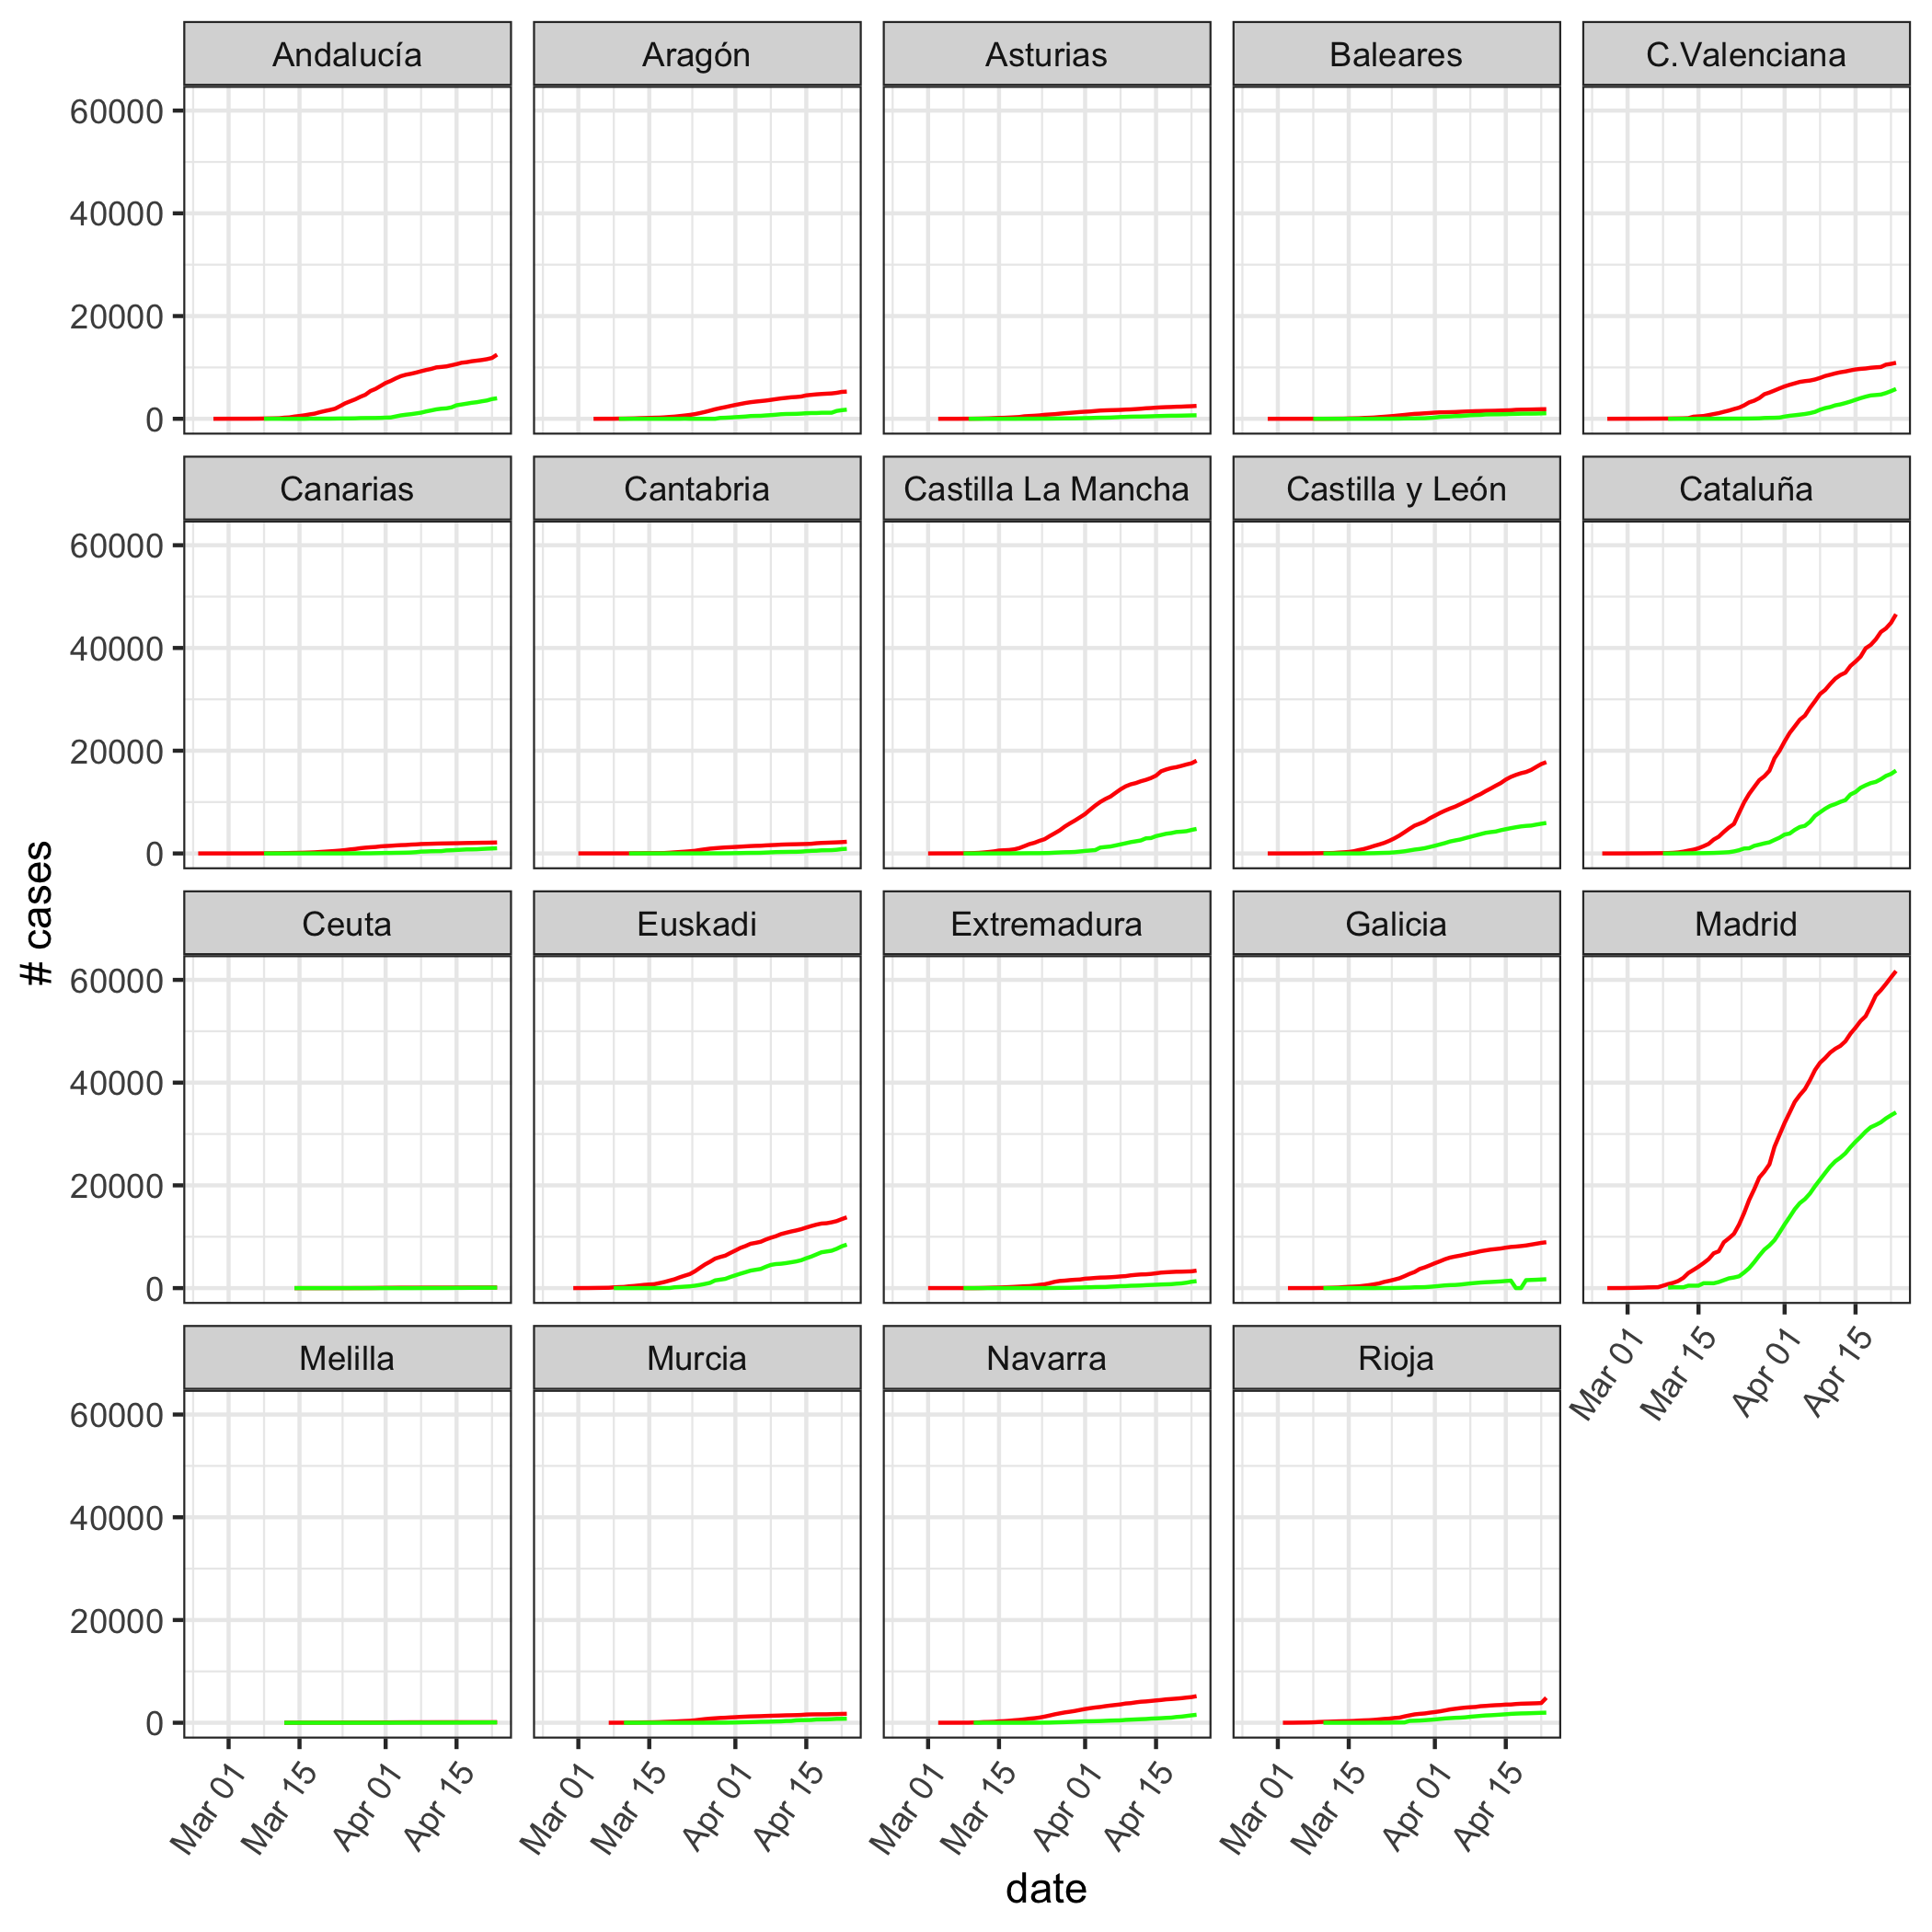 Andalucía Aragón Asturias Baleares C.Valenciana
60000
40000
20000
0
Canarias Cantabria Castilla La Mancha Castilla y León Cataluña
60000
40000
20000
0
Ceuta Euskadi Extremadura Galicia Madrid
60000
40000
20000
0
Mar 01 Mar 15 Apr 01 Apr 15
Melilla Murcia Navarra Rioja
60000
40000
20000
0
Mar 01 Mar 15 Apr 01 Apr 15 Mar 01 Mar 15 Apr 01 Apr 15 Mar 01 Mar 15 Apr 01 Apr 15 Mar 01 Mar 15 Apr 01 Apr 15
date
# cases